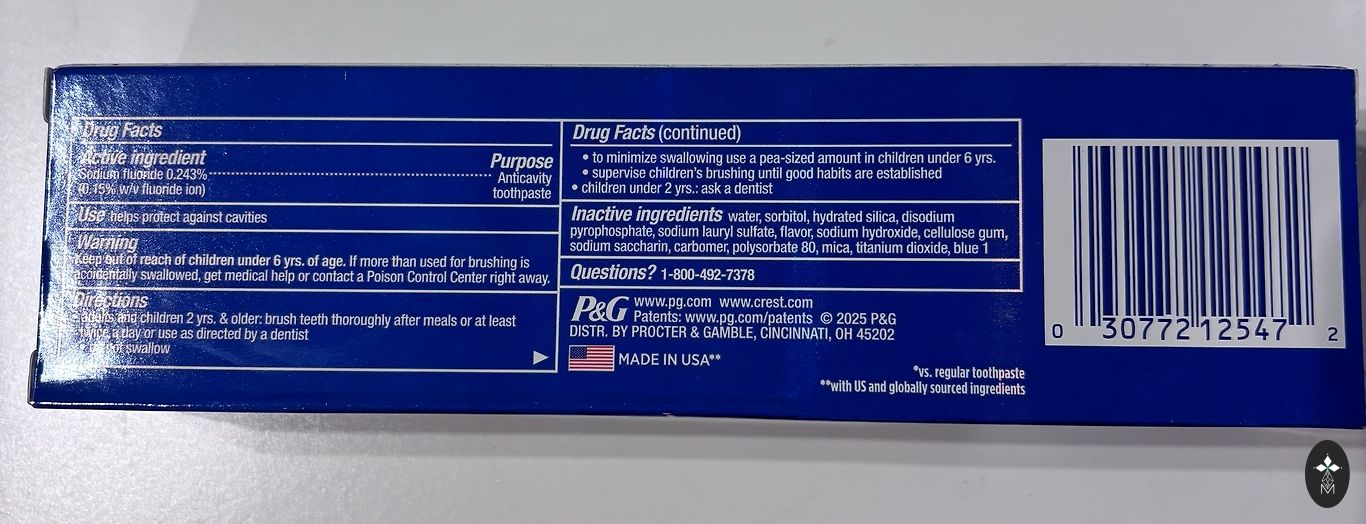 Drug Facts
Active ingredient
Purpose
Sodium fluoride 0.243%
Anticavity
(0.15% w/v fluoride ion)
toothpaste
Use helps protect against cavities
Warning
Keep out of reach of children under 6 yrs. of age. If more than used for brushing is
accidentally swallowed, get medical help or contact a Poison Control Center right away.
Directions
• adults and children 2 yrs. & older: brush teeth thoroughly after meals or at least
twice a day or use as directed by a dentist
• do not swallow
Drug Facts (continued)
• to minimize swallowing use a pea-sized amount in children under 6 yrs.
• supervise children's brushing until good habits are established
• children under 2 yrs.: ask a dentist
Inactive ingredients water, sorbitol, hydrated silica, disodium
pyrophosphate, sodium lauryl sulfate, flavor, sodium hydroxide, cellulose gum,
sodium saccharin, carbomer, polysorbate 80, mica, titanium dioxide, blue 1
Questions? 1-800-492-7378
P&G www.pg.com www.crest.com
Patents: www.pg.com/patents © 2025 P&G
DISTR. BY PROCTER & GAMBLE, CINCINNATI, OH 45202
MADE IN USA**
*vs. regular toothpaste
**with US and globally sourced ingredients
0 30772 12547 2
M